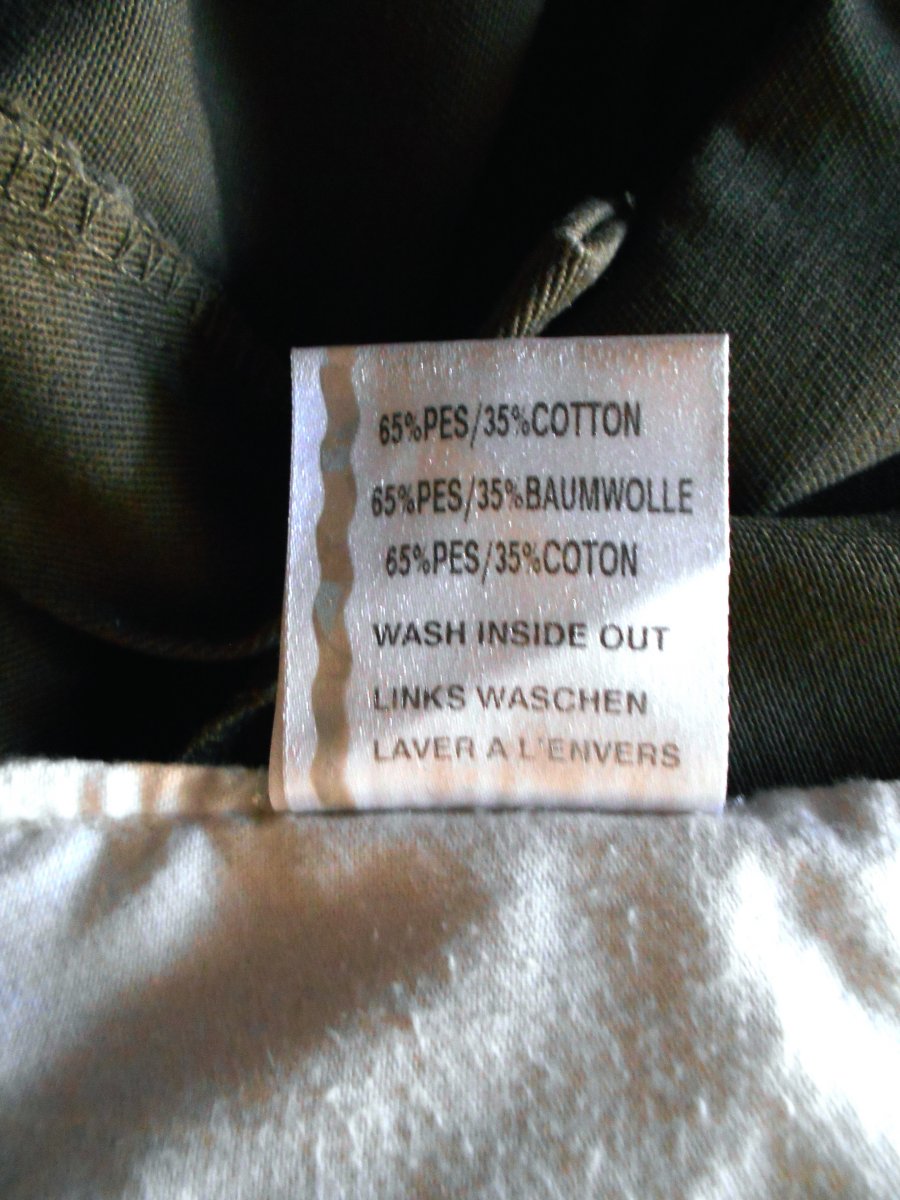 65%PES/35%COTTON
65%PES/35%BAUMWOLLE
65%PES/35%COTON
WASH INSIDE OUT
LINKS WASCHEN
LAVER A L'ENVERS